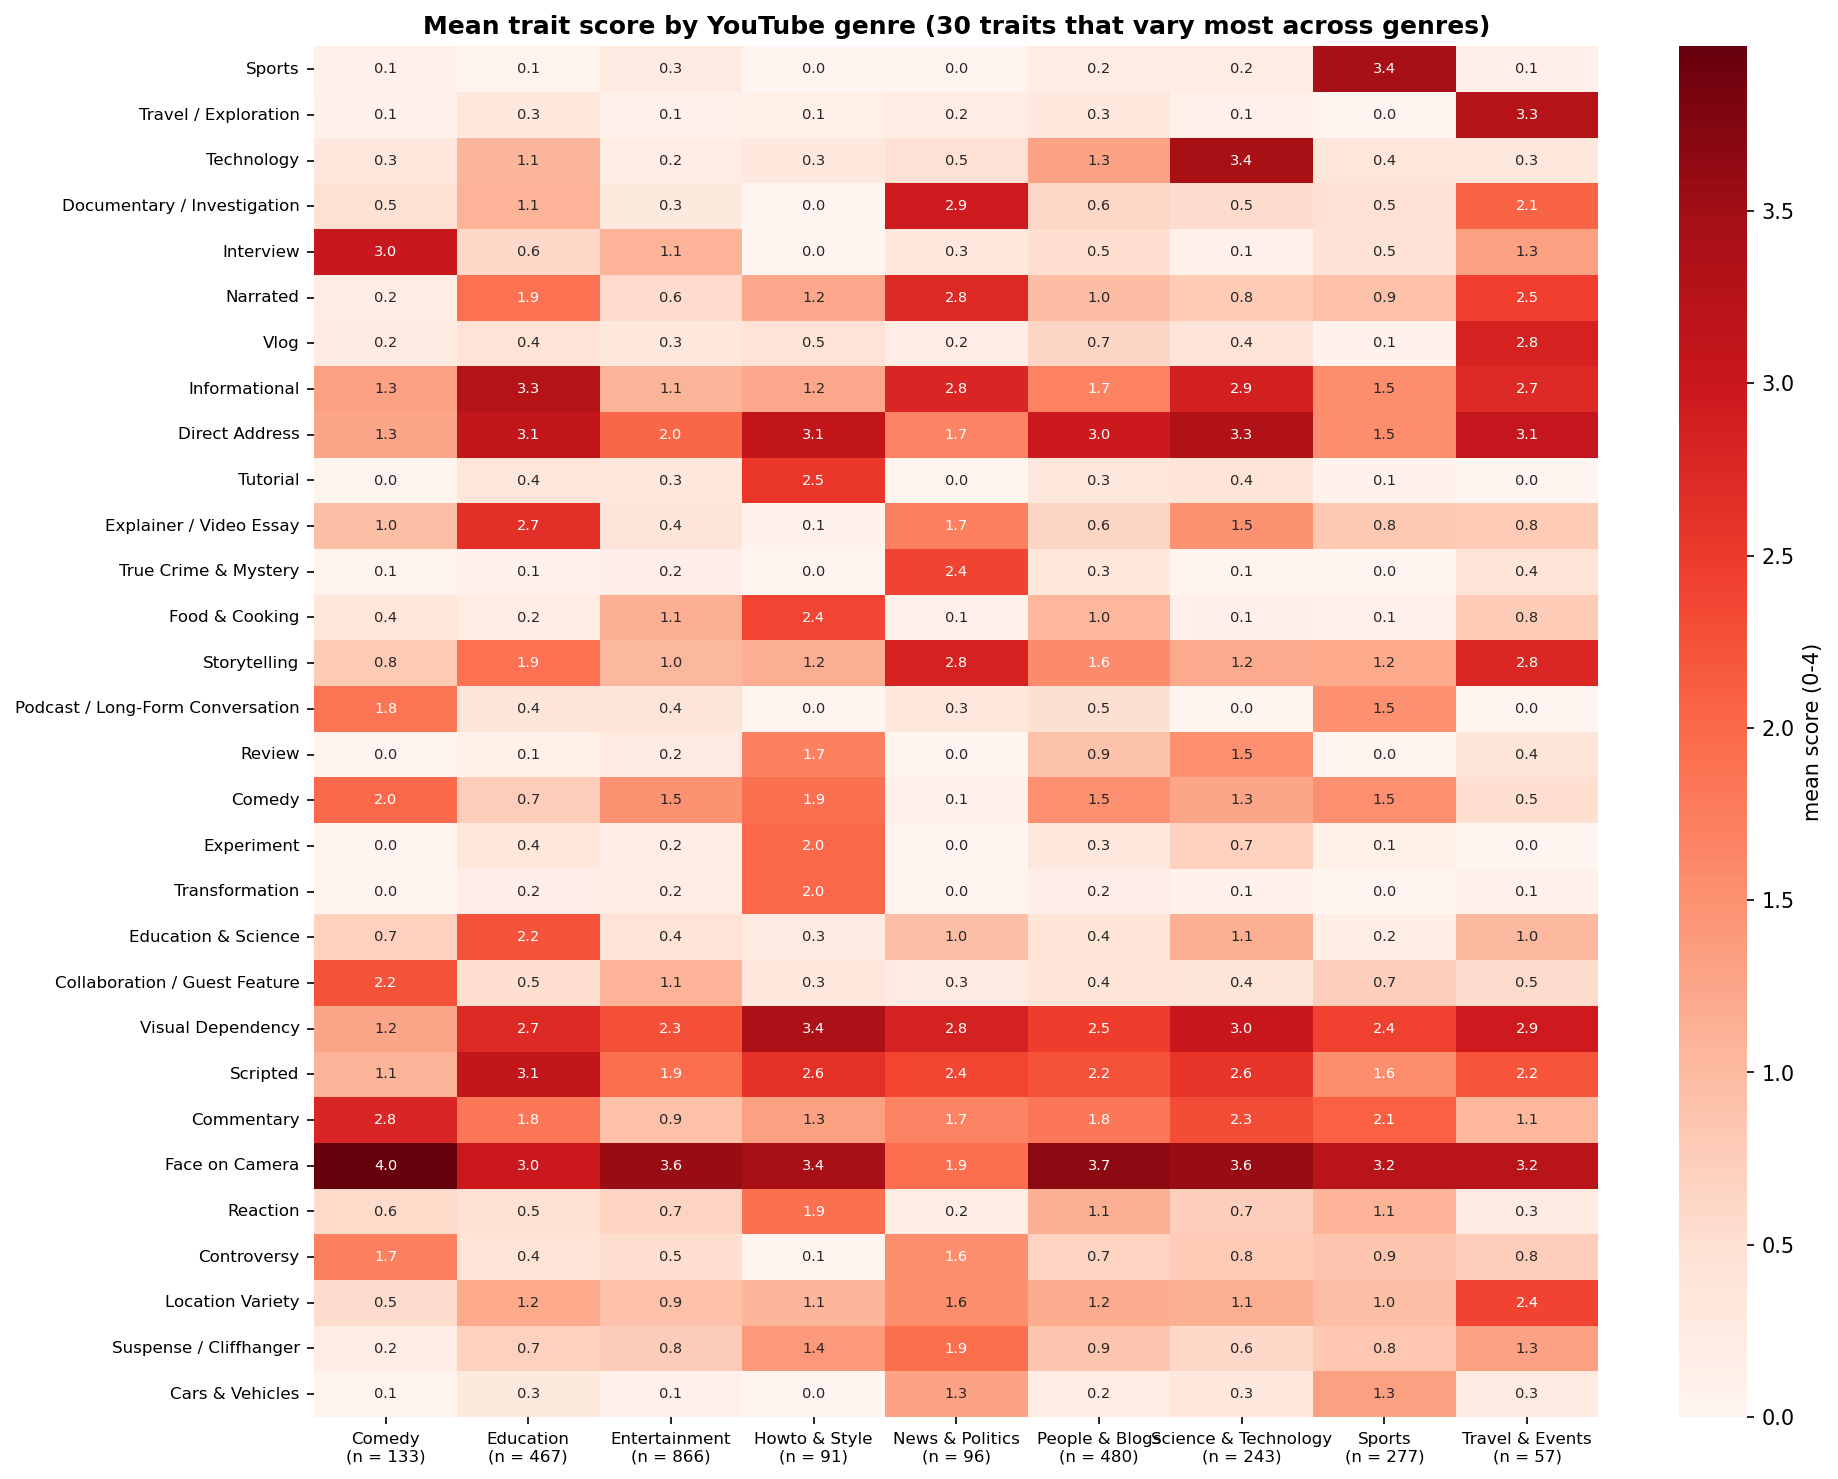 Mean trait score by YouTube genre (30 traits that vary most across genres)
Sports 0.1 0.1 0.3 0.0 0.0 0.2 0.2 3.4 0.1
Travel / Exploration 0.1 0.3 0.1 0.1 0.2 0.3 0.1 0.0 3.3
Technology 0.3 1.1 0.2 0.3 0.5 1.3 3.4 0.4 0.3
Documentary / Investigation 0.5 1.1 0.3 0.0 2.9 0.6 0.5 0.5 2.1
Interview 3.0 0.6 1.1 0.0 0.3 0.5 0.1 0.5 1.3
Narrated 0.2 1.9 0.6 1.2 2.8 1.0 0.8 0.9 2.5
Vlog 0.2 0.4 0.3 0.5 0.2 0.7 0.4 0.1 2.8
Informational 1.3 3.3 1.1 1.2 2.8 1.7 2.9 1.5 2.7
Direct Address 1.3 3.1 2.0 3.1 1.7 3.0 3.3 1.5 3.1
Tutorial 0.0 0.4 0.3 2.5 0.0 0.3 0.4 0.1 0.0
Explainer / Video Essay 1.0 2.7 0.4 0.1 1.7 0.6 1.5 0.8 0.8
True Crime & Mystery 0.1 0.1 0.2 0.0 2.4 0.3 0.1 0.0 0.4
Food & Cooking 0.4 0.2 1.1 2.4 0.1 1.0 0.1 0.1 0.8
Storytelling 0.8 1.9 1.0 1.2 2.8 1.6 1.2 1.2 2.8
Podcast / Long-Form Conversation 1.8 0.4 0.4 0.0 0.3 0.5 0.0 1.5 0.0
Review 0.0 0.1 0.2 1.7 0.0 0.9 1.5 0.0 0.4
Comedy 2.0 0.7 1.5 1.9 0.1 1.5 1.3 1.5 0.5
Experiment 0.0 0.4 0.2 2.0 0.0 0.3 0.7 0.1 0.0
Transformation 0.0 0.2 0.2 2.0 0.0 0.2 0.1 0.0 0.1
Education & Science 0.7 2.2 0.4 0.3 1.0 0.4 1.1 0.2 1.0
Collaboration / Guest Feature 2.2 0.5 1.1 0.3 0.3 0.4 0.4 0.7 0.5
Visual Dependency 1.2 2.7 2.3 3.4 2.8 2.5 3.0 2.4 2.9
Scripted 1.1 3.1 1.9 2.6 2.4 2.2 2.6 1.6 2.2
Commentary 2.8 1.8 0.9 1.3 1.7 1.8 2.3 2.1 1.1
Face on Camera 4.0 3.0 3.6 3.4 1.9 3.7 3.6 3.2 3.2
Reaction 0.6 0.5 0.7 1.9 0.2 1.1 0.7 1.1 0.3
Controversy 1.7 0.4 0.5 0.1 1.6 0.7 0.8 0.9 0.8
Location Variety 0.5 1.2 0.9 1.1 1.6 1.2 1.1 1.0 2.4
Suspense / Cliffhanger 0.2 0.7 0.8 1.4 1.9 0.9 0.6 0.8 1.3
Cars & Vehicles 0.1 0.3 0.1 0.0 1.3 0.2 0.3 1.3 0.3
Comedy Education Entertainment Howto & Style News & Politics People & Blogs Science & Technology Sports Travel & Events
(n = 133) (n = 467) (n = 866) (n = 91) (n = 96) (n = 480) (n = 243) (n = 277) (n = 57)
3.5
3.0
2.5
2.0
1.5
1.0
0.5
0.0
mean score (0-4)